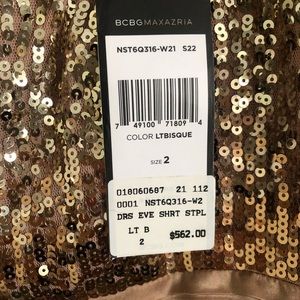 BCBGMAXAZRIA
NST6Q316-W21 S22
7 49100 71809 4
COLOR LTBISQUE
SIZE 2
018060687 21 112
0001 NST6Q316-W2
DRS EVE SHRT STPL
LT B
2 $562.00